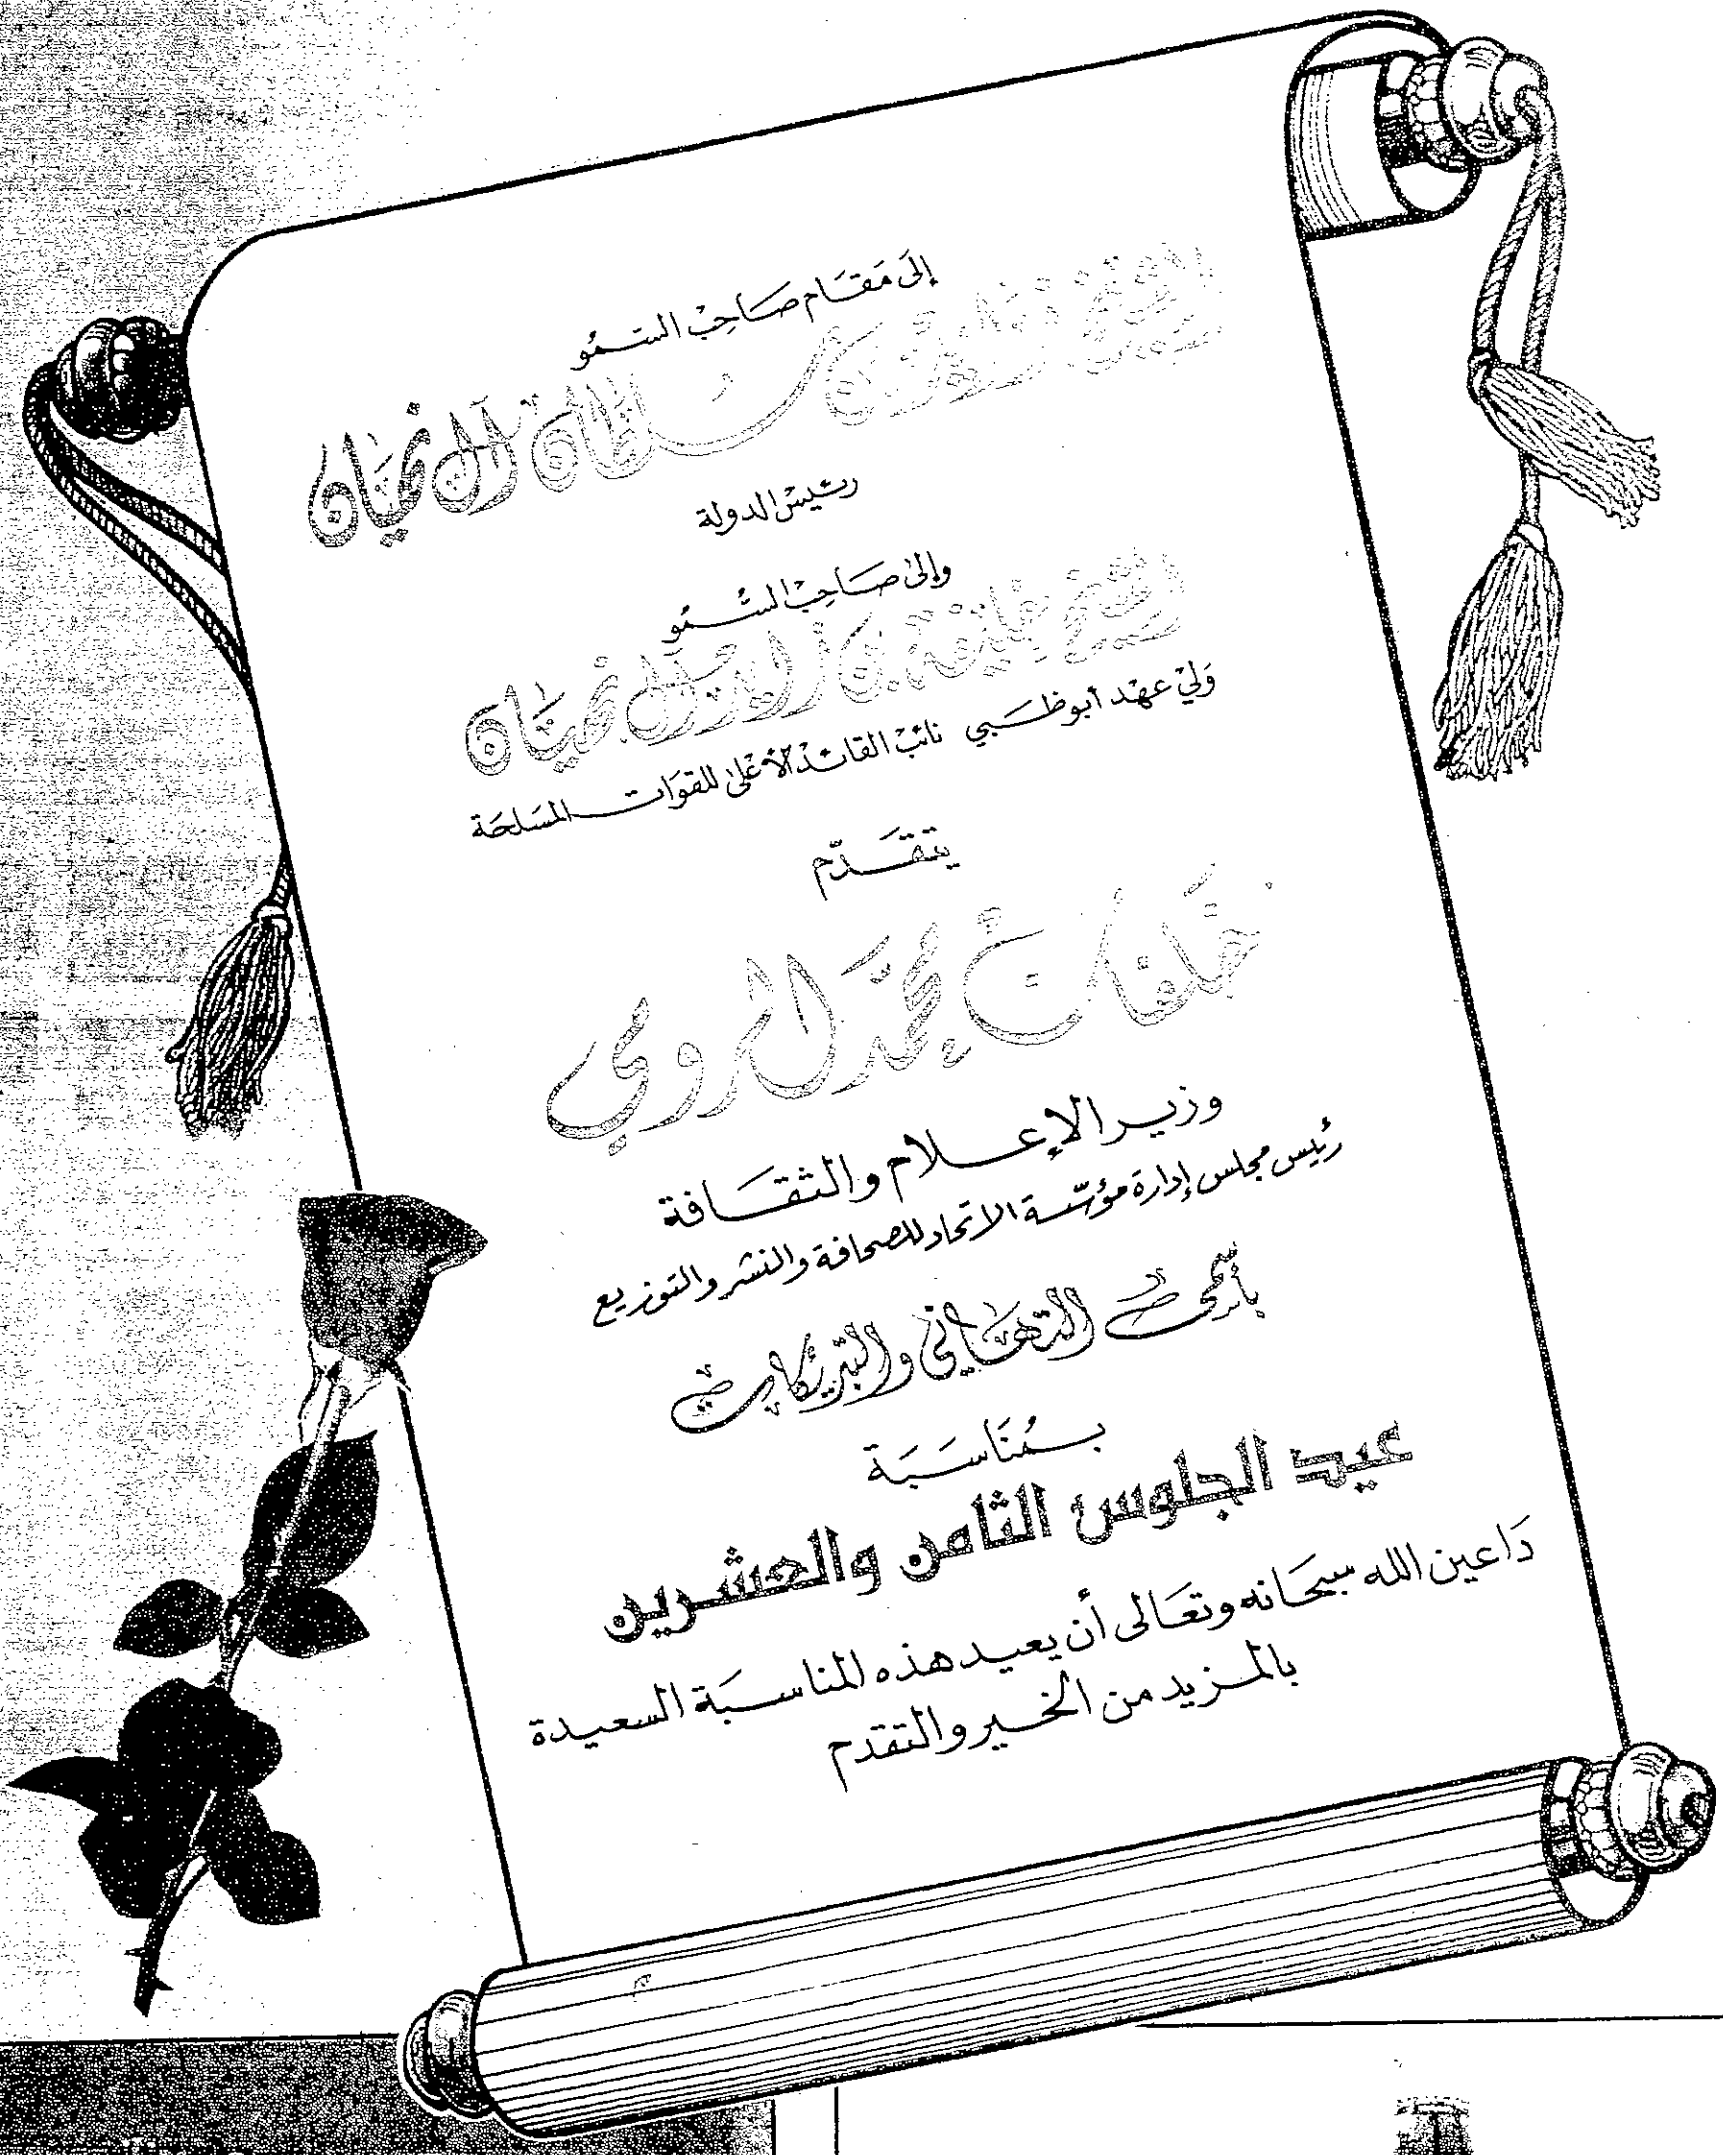 إلى مقام صاحب السمو
الشيخ زايد بن سلطان آل نهيان
رئيس الدولة
وإلى صاحب السمو
الشيخ خليفة بن زايد آل نهيان
ولي عهد أبوظبي نائب القائد الأعلى للقوات المسلحة
يتقدم
خلفان محمد الرومي
وزير الإعلام والثقافة
رئيس مجلس إدارة مؤسسة الاتحاد للصحافة والنشر والتوزيع
بأسمى التهاني والتبريكات
بمناسبة
عيد الجلوس الثامن والعشرين
داعين الله سبحانه وتعالى أن يعيد هذه المناسبة السعيدة
بالمزيد من الخير والتقدم